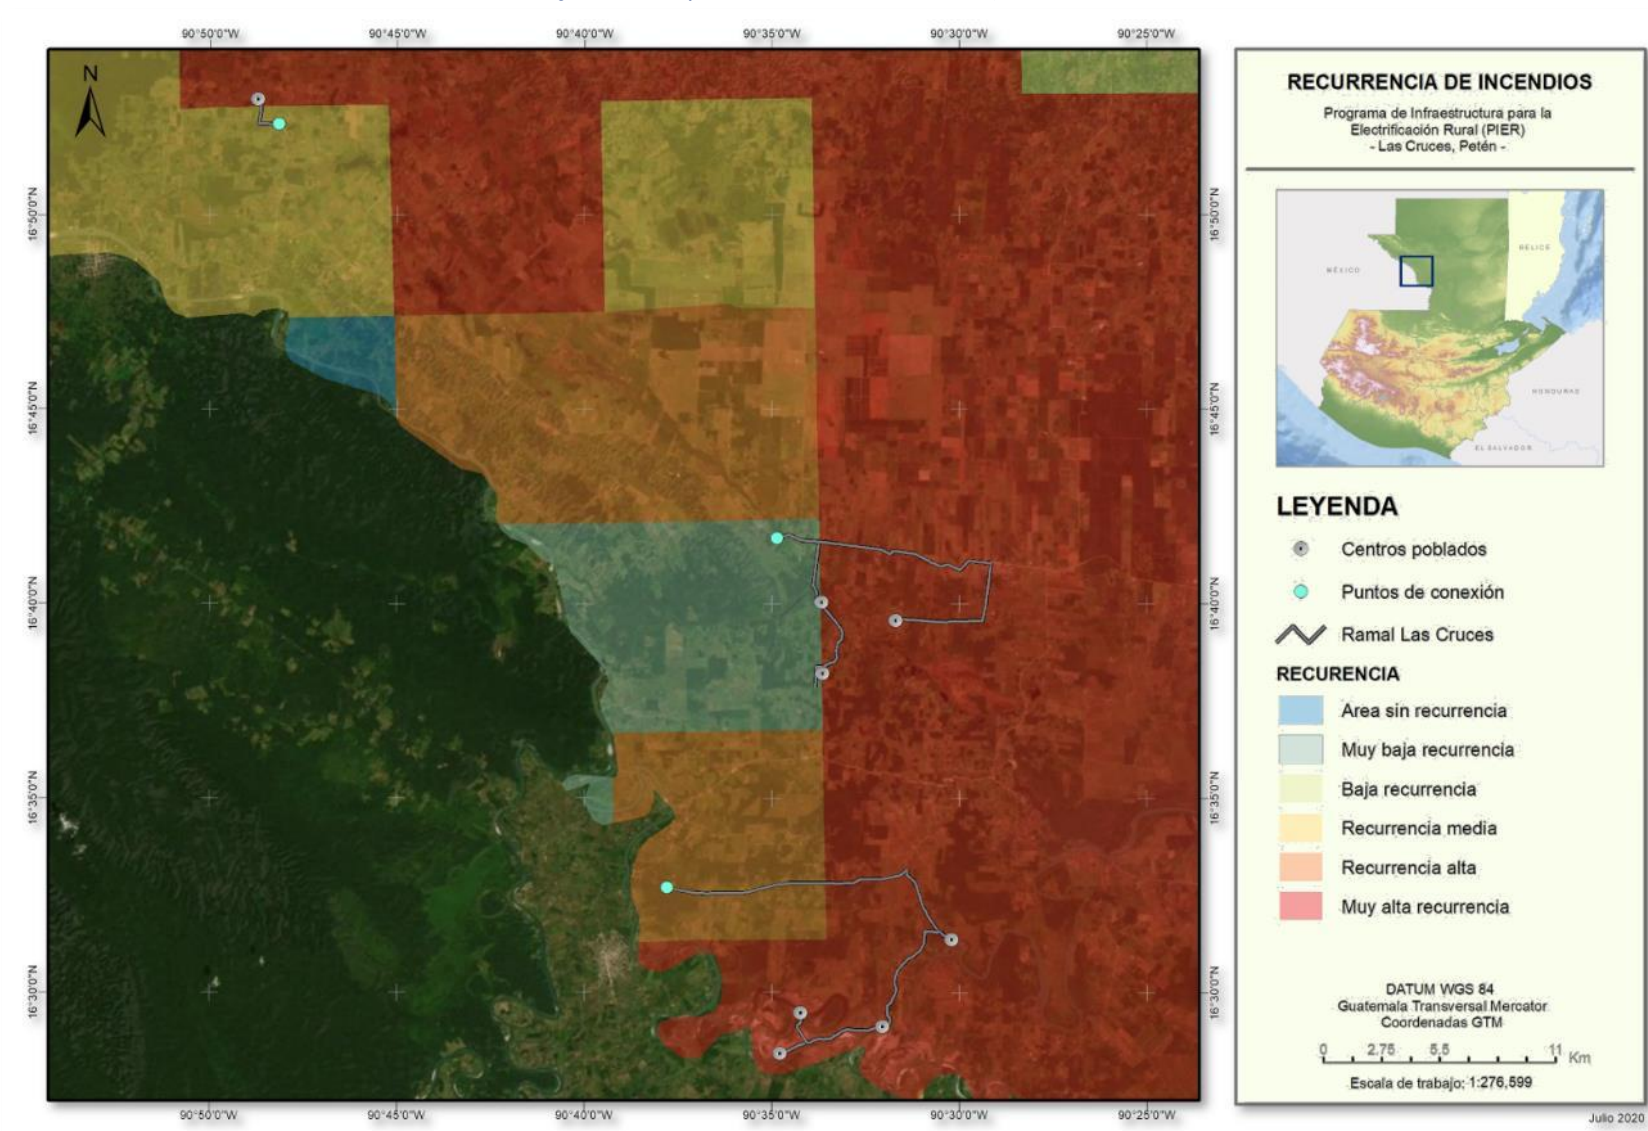 90°50'0"W 90°45'0"W 90°40'0"W 90°35'0"W 90°30'0"W 90°25'0"W
N
16°50'0"N 16°50'0"N
16°45'0"N 16°45'0"N
16°40'0"N 16°40'0"N
16°35'0"N 16°35'0"N
16°30'0"N 16°30'0"N
90°50'0"W 90°45'0"W 90°40'0"W 90°35'0"W 90°30'0"W 90°25'0"W
RECURRENCIA DE INCENDIOS
Programa de Infraestructura para la
Electrificación Rural (PIER)
- Las Cruces, Petén -
BELICE
MÉXICO
HONDURAS
EL SALVADOR
LEYENDA
Centros poblados
Puntos de conexión
Ramal Las Cruces
RECURENCIA
Area sin recurrencia
Muy baja recurrencia
Baja recurrencia
Recurrencia media
Recurrencia alta
Muy alta recurrencia
DATUM WGS 84
Guatemala Transversal Mercator
Coordenadas GTM
0 2.75 5.5 11 Km
Escala de trabajo: 1:276,599
Julio 2020